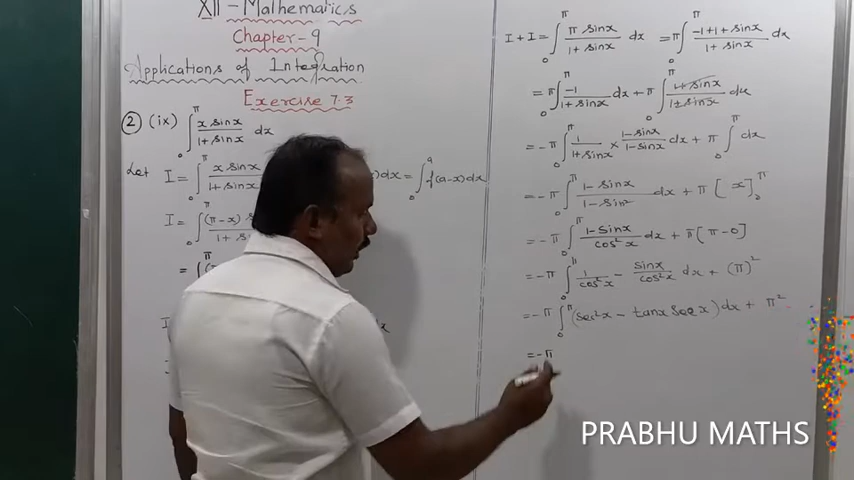 XII - Mathematics
Chapter - 9
Applications of Integration
Exercise 7.3
② (ix) ∫₀^π x sinx / 1+ sinx dx
Let I = ∫₀^π x sinx / 1+ sinx
x)dx = ∫₀^a f(a-x)dx
I = ∫₀^π (π-x) / 1+ sin
= ∫
I + I = ∫₀^π π sinx / 1+ sinx dx = π ∫₀^π -1+1+sinx / 1+ sinx dx
= π ∫₀^π -1 / 1+sinx dx + π ∫₀^π 1+sinx / 1+sinx dx
= -π ∫₀^π 1 / 1+sinx × 1-sinx / 1-sinx dx + π ∫₀^π dx
= -π ∫₀^π 1 - sinx / 1 - sin² dx + π [x]₀^π
= -π ∫₀^π 1-sinx / cos²x dx + π[π-0]
= -π ∫₀^π 1 / cos²x - sinx / cos²x dx + (π)²
= -π ∫₀^π (sec²x - tanx secx) dx + π²
= -π
PRABHU MATHS